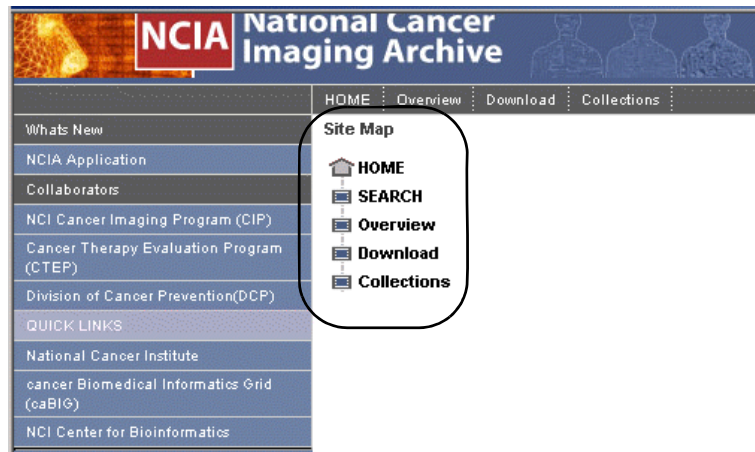 NCIA
National Cancer
Imaging Archive
HOME Overview Download Collections
Whats New
NCIA Application
Collaborators
NCI Cancer Imaging Program (CIP)
Cancer Therapy Evaluation Program
(CTEP)
Division of Cancer Prevention(DCP)
QUICK LINKS
National Cancer Institute
cancer Biomedical Informatics Grid
(caBIG)
NCI Center for Bioinformatics
Site Map
HOME
SEARCH
Overview
Download
Collections